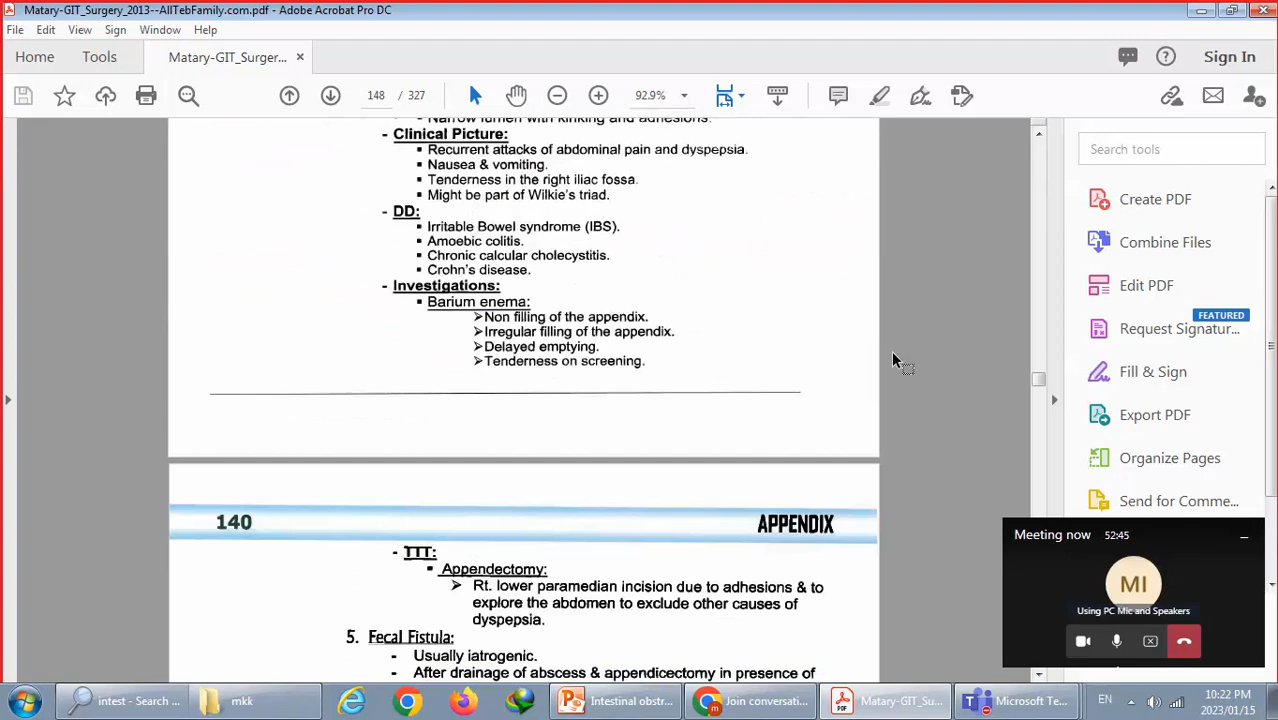 Matary-GIT_Surgery_2013--AllTebFamily.com.pdf - Adobe Acrobat Pro DC
File Edit View Sign Window Help
Home Tools Matary-GIT_Surger... × Sign In
148 / 327 92.9%
Narrow lumen with kinking and adhesions.
- Clinical Picture:
▪ Recurrent attacks of abdominal pain and dyspepsia.
▪ Nausea & vomiting.
▪ Tenderness in the right iliac fossa.
▪ Might be part of Wilkie's triad.
- DD:
▪ Irritable Bowel syndrome (IBS).
▪ Amoebic colitis.
▪ Chronic calcular cholecystitis.
▪ Crohn's disease.
- Investigations:
▪ Barium enema:
➢Non filling of the appendix.
➢Irregular filling of the appendix.
➢Delayed emptying.
➢Tenderness on screening.
140 APPENDIX
- TTT:
▪ Appendectomy:
➢ Rt. lower paramedian incision due to adhesions & to
explore the abdomen to exclude other causes of
dyspepsia.
5. Fecal Fistula:
- Usually iatrogenic.
- After drainage of abscess & appendicectomy in presence of
Search tools
Create PDF
Combine Files
Edit PDF
FEATURED
Request Signatur...
Fill & Sign
Export PDF
Organize Pages
Send for Comme...
Meeting now 52:45
MI
Using PC Mic and Speakers
intest - Search ...
mkk
Intestinal obstr...
Join conversati...
Matary-GIT_Su...
Microsoft Te...
EN
10:22 PM
2023/01/15